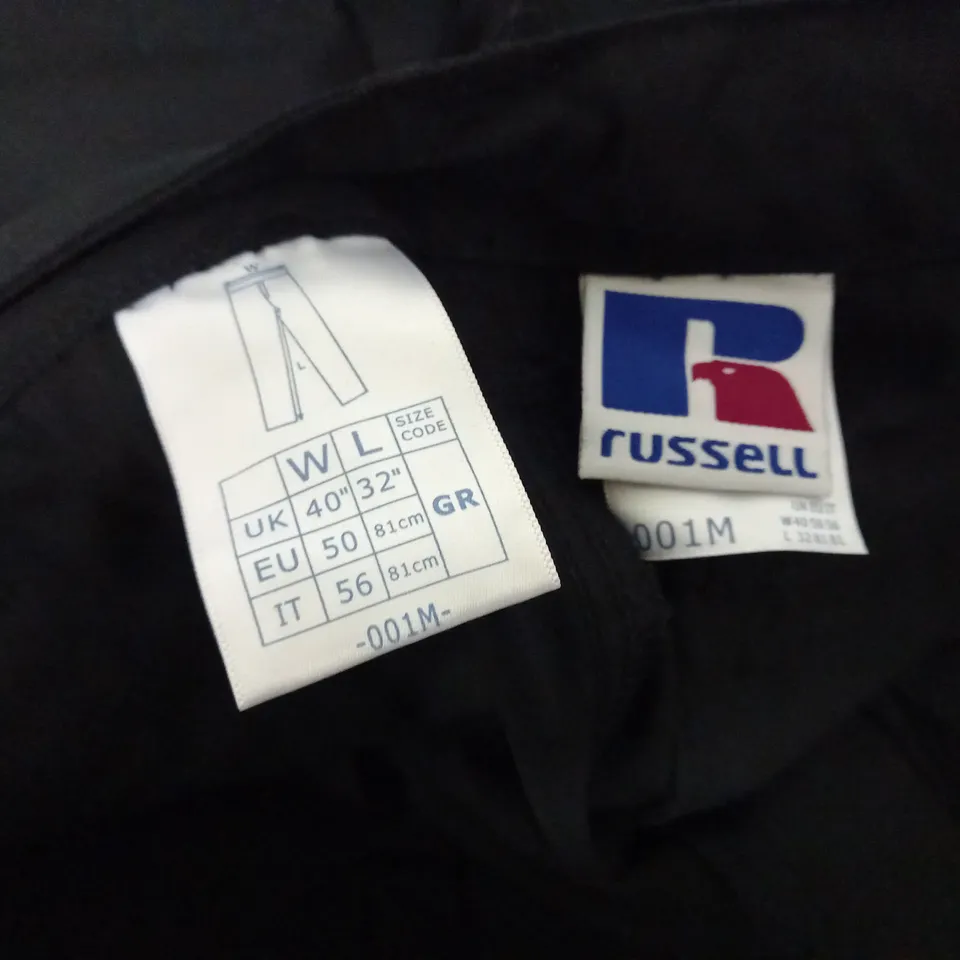 W
L
W L SIZE CODE
UK 40" 32" GR
EU 50 81cm
IT 56 81cm
-001M-
R
russell
001M